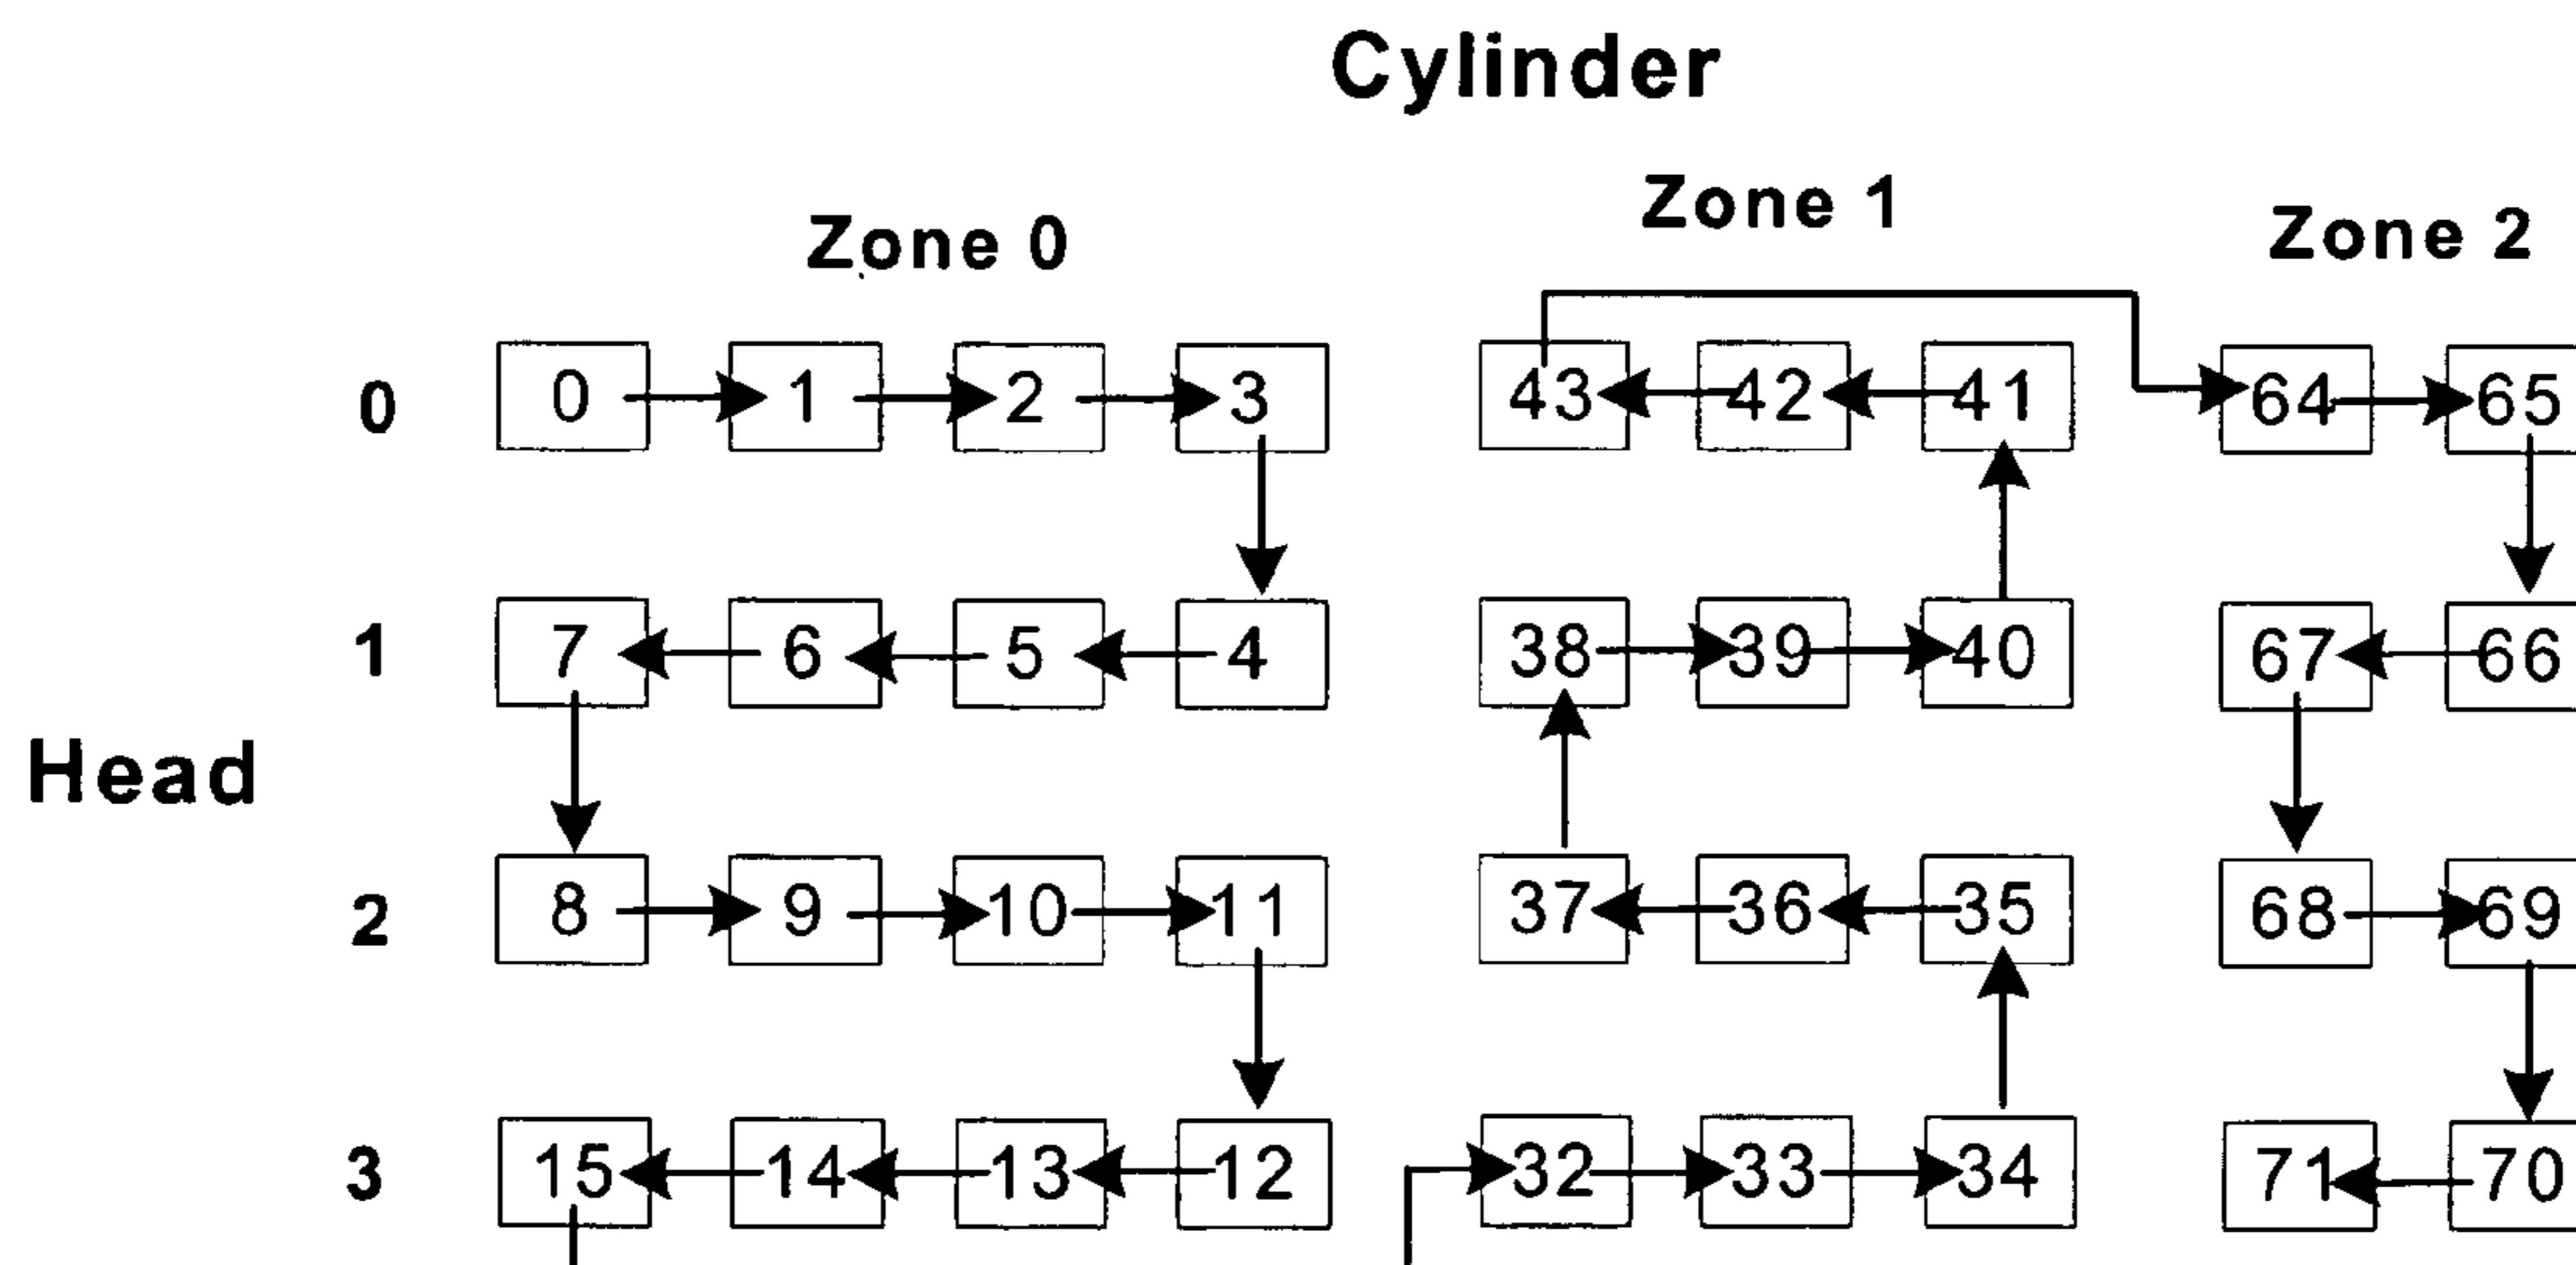 Cylinder
Zone 0 Zone 1 Zone 2
0 0 1 2 3 43 42 41 64 65
1 7 6 5 4 38 39 40 67 66
Head
2 8 9 10 11 37 36 35 68 69
3 15 14 13 12 32 33 34 71 70